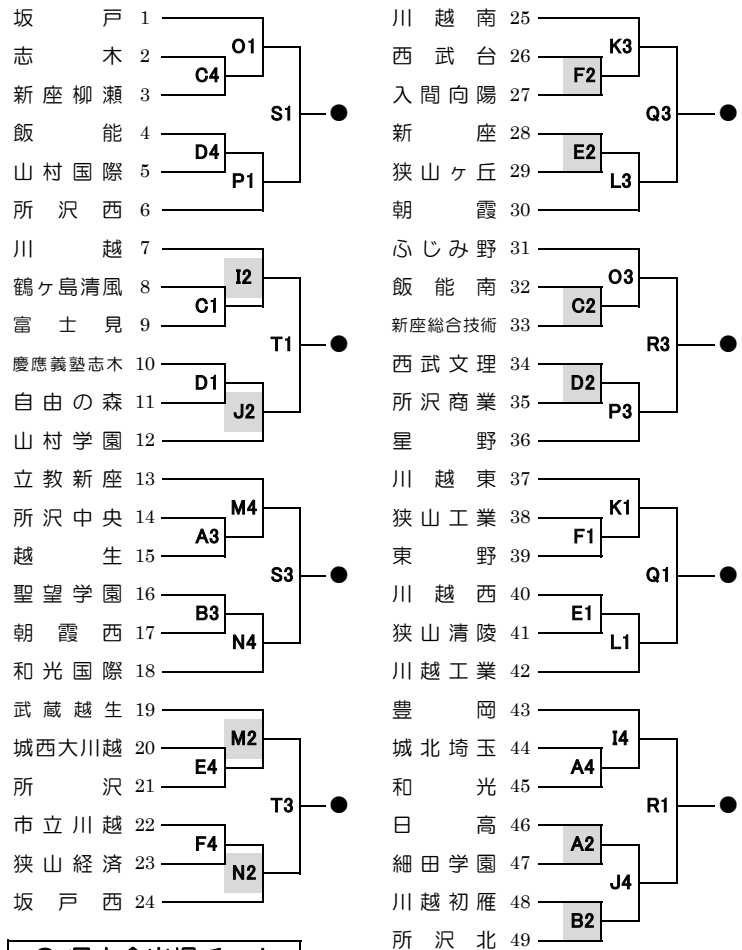 坂戸 1
O1
志木 2
C4
新座柳瀬 3
S1 ●
飯能 4
D4
山村国際 5
P1
所沢西 6
川越 7
I2
鶴ヶ島清風 8
C1
富士見 9
T1 ●
慶應義塾志木 10
D1
自由の森 11
J2
山村学園 12
立教新座 13
M4
所沢中央 14
A3
越生 15
S3 ●
聖望学園 16
B3
朝霞西 17
N4
和光国際 18
武蔵越生 19
M2
城西大川越 20
E4
所沢 21
T3 ●
市立川越 22
F4
狭山経済 23
N2
坂戸西 24
川越南 25
K3
西武台 26
F2
入間向陽 27
Q3 ●
新座 28
E2
狭山ヶ丘 29
L3
朝霞 30
ふじみ野 31
O3
飯能南 32
C2
新座総合技術 33
R3 ●
西武文理 34
D2
所沢商業 35
P3
星野 36
川越東 37
K1
狭山工業 38
F1
東野 39
Q1 ●
川越西 40
E1
狭山清陵 41
L1
川越工業 42
豊岡 43
I4
城北埼玉 44
A4
和光 45
R1 ●
日高 46
A2
細田学園 47
J4
川越初雁 48
B2
所沢北 49